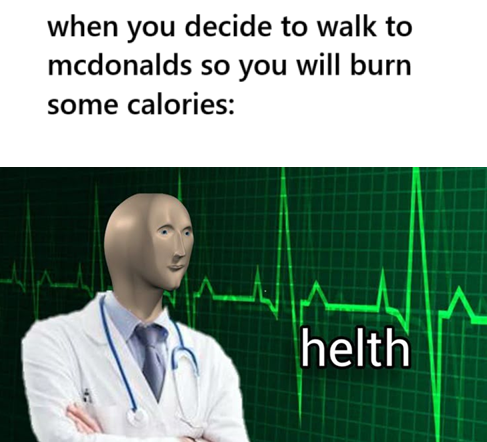 when you decide to walk to
mcdonalds so you will burn
some calories:
helth